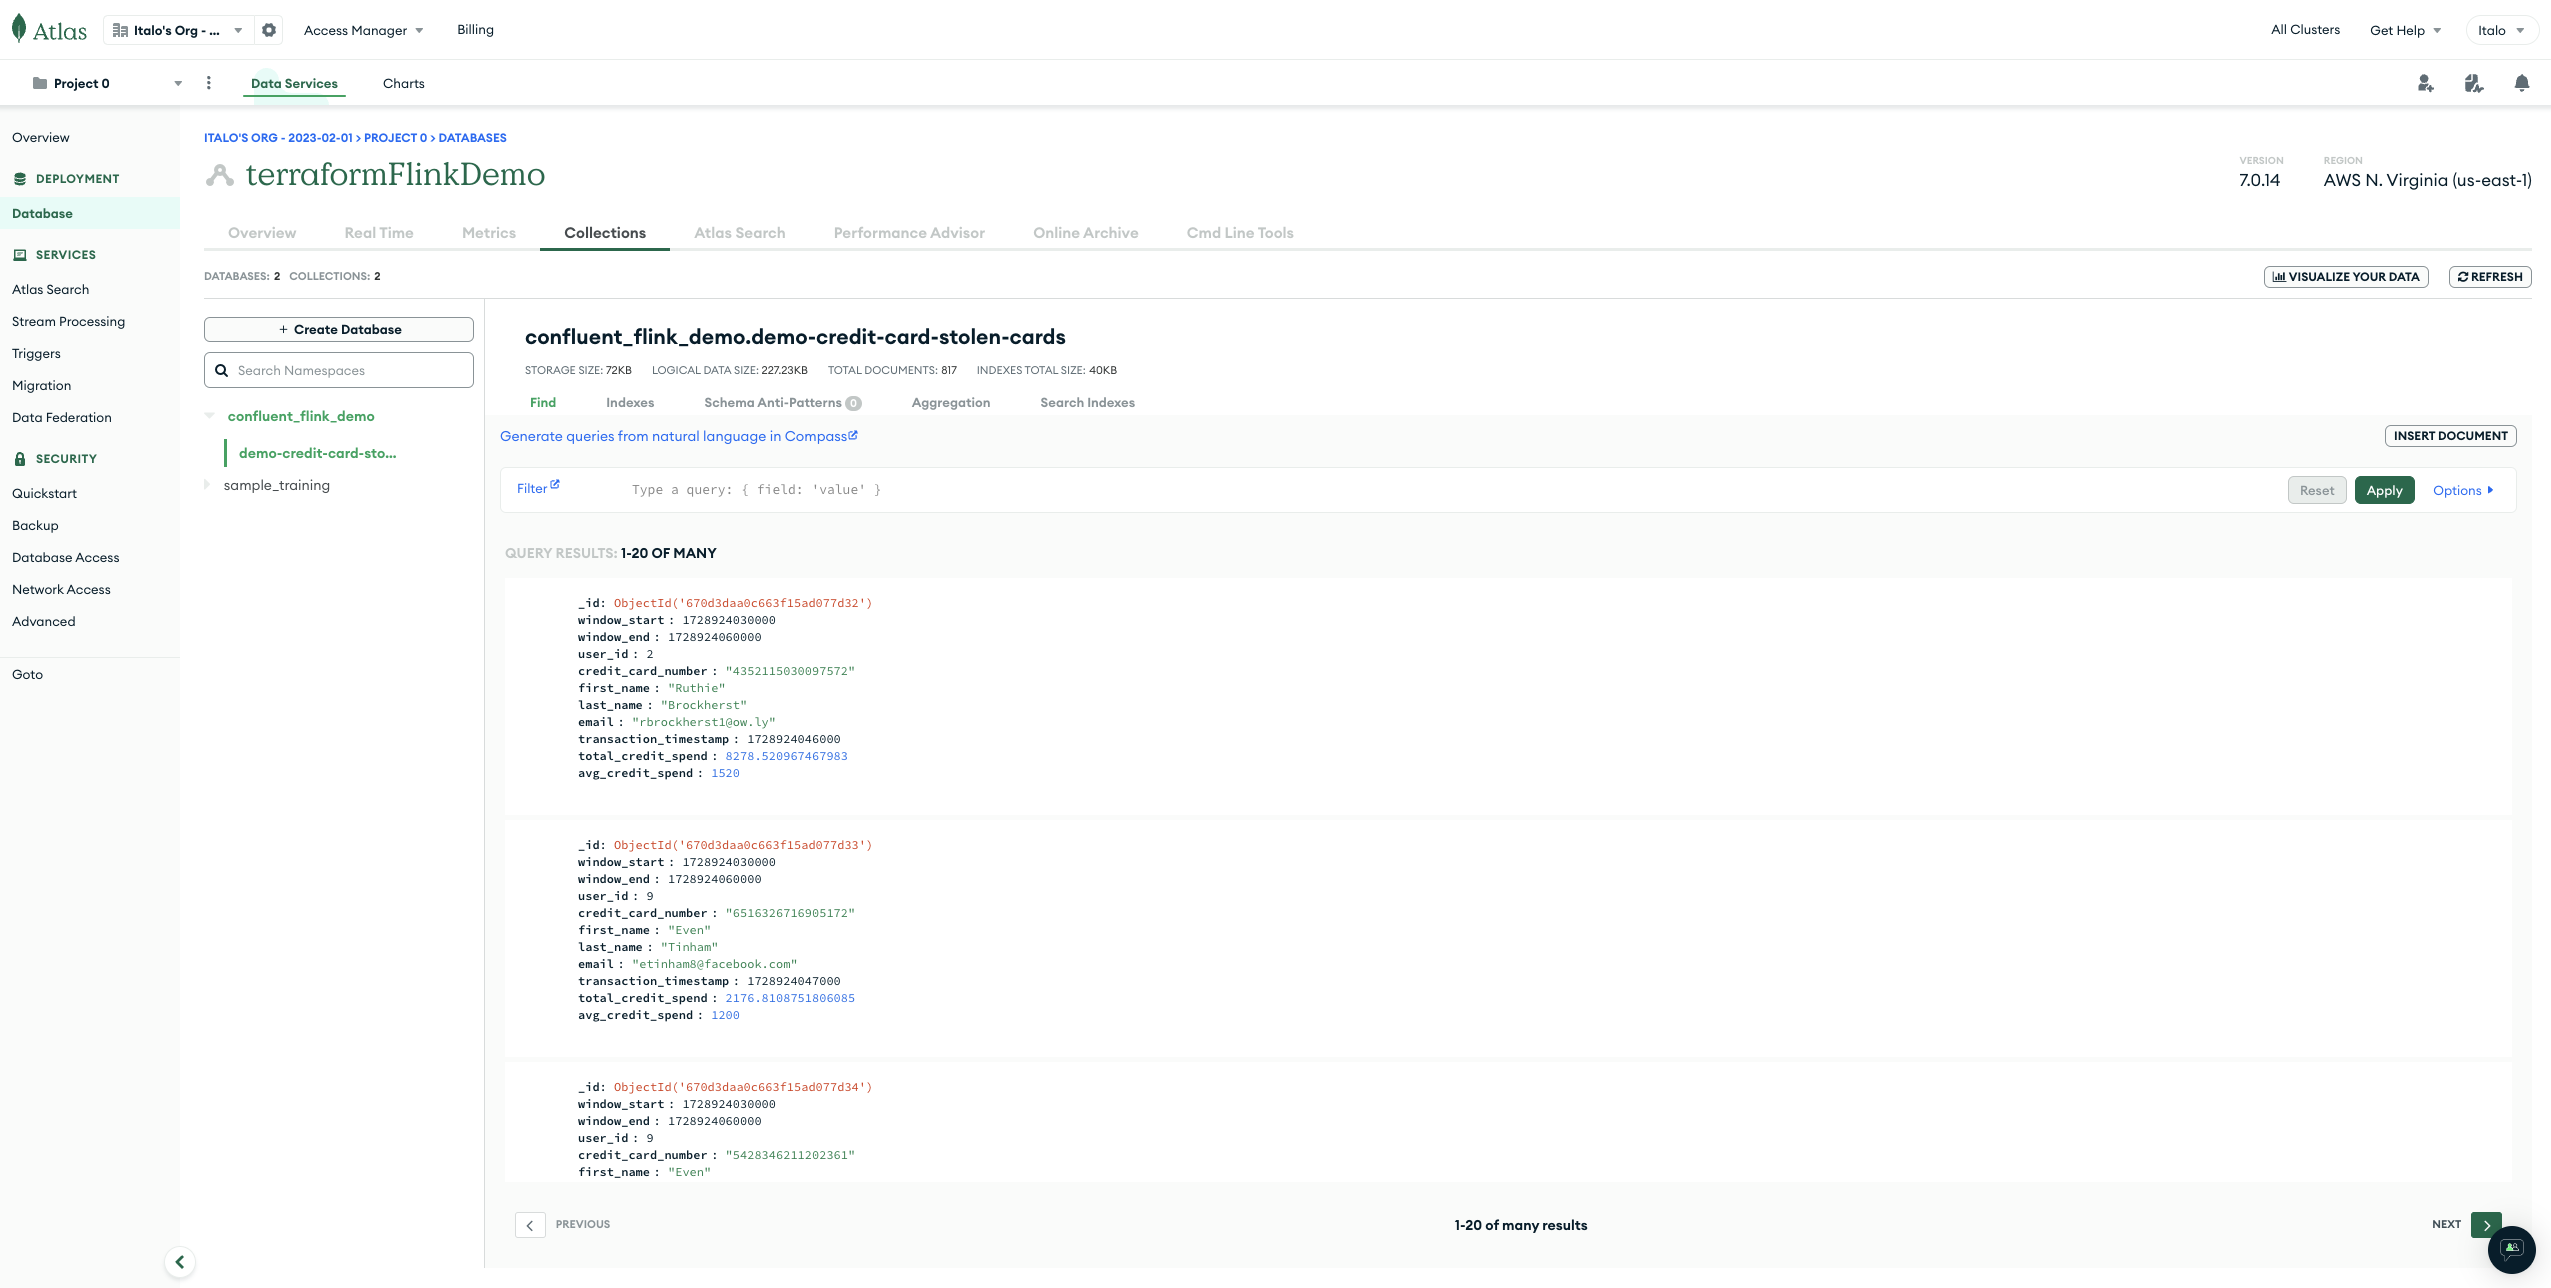 Atlas
Italo's Org - ...
Access Manager
Billing
All Clusters
Get Help
Italo
Project 0
Data Services
Charts
Overview
DEPLOYMENT
Database
SERVICES
Atlas Search
Stream Processing
Triggers
Migration
Data Federation
SECURITY
Quickstart
Backup
Database Access
Network Access
Advanced
Goto
ITALO'S ORG - 2023-02-01 > PROJECT 0 > DATABASES
terraformFlinkDemo
VERSION
7.0.14
REGION
AWS N. Virginia (us-east-1)
Overview
Real Time
Metrics
Collections
Atlas Search
Performance Advisor
Online Archive
Cmd Line Tools
DATABASES: 2 COLLECTIONS: 2
VISUALIZE YOUR DATA
REFRESH
+ Create Database
Search Namespaces
confluent_flink_demo
demo-credit-card-sto...
sample_training
confluent_flink_demo.demo-credit-card-stolen-cards
STORAGE SIZE: 72KB LOGICAL DATA SIZE: 227.23KB TOTAL DOCUMENTS: 817 INDEXES TOTAL SIZE: 40KB
Find
Indexes
Schema Anti-Patterns 0
Aggregation
Search Indexes
Generate queries from natural language in Compass
INSERT DOCUMENT
Filter
Type a query: { field: 'value' }
Reset
Apply
Options
QUERY RESULTS: 1-20 OF MANY
_id: ObjectId('670d3daa0c663f15ad077d32')
window_start : 1728924030000
window_end : 1728924060000
user_id : 2
credit_card_number : "4352115030097572"
first_name : "Ruthie"
last_name : "Brockherst"
email : "rbrockherst1@ow.ly"
transaction_timestamp : 1728924046000
total_credit_spend : 8278.520967467983
avg_credit_spend : 1520
_id: ObjectId('670d3daa0c663f15ad077d33')
window_start : 1728924030000
window_end : 1728924060000
user_id : 9
credit_card_number : "6516326716905172"
first_name : "Even"
last_name : "Tinham"
email : "etinham8@facebook.com"
transaction_timestamp : 1728924047000
total_credit_spend : 2176.8108751806085
avg_credit_spend : 1200
_id: ObjectId('670d3daa0c663f15ad077d34')
window_start : 1728924030000
window_end : 1728924060000
user_id : 9
credit_card_number : "5428346211202361"
first_name : "Even"
PREVIOUS
1-20 of many results
NEXT